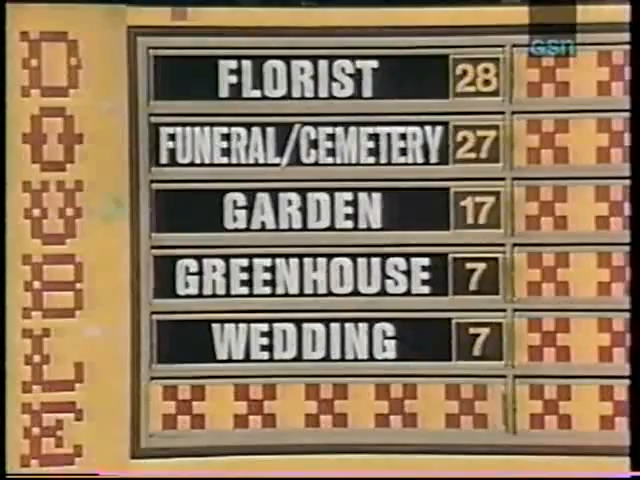 gsn
DOUBLE
FLORIST 28
FUNERAL/CEMETERY 27
GARDEN 17
GREENHOUSE 7
WEDDING 7